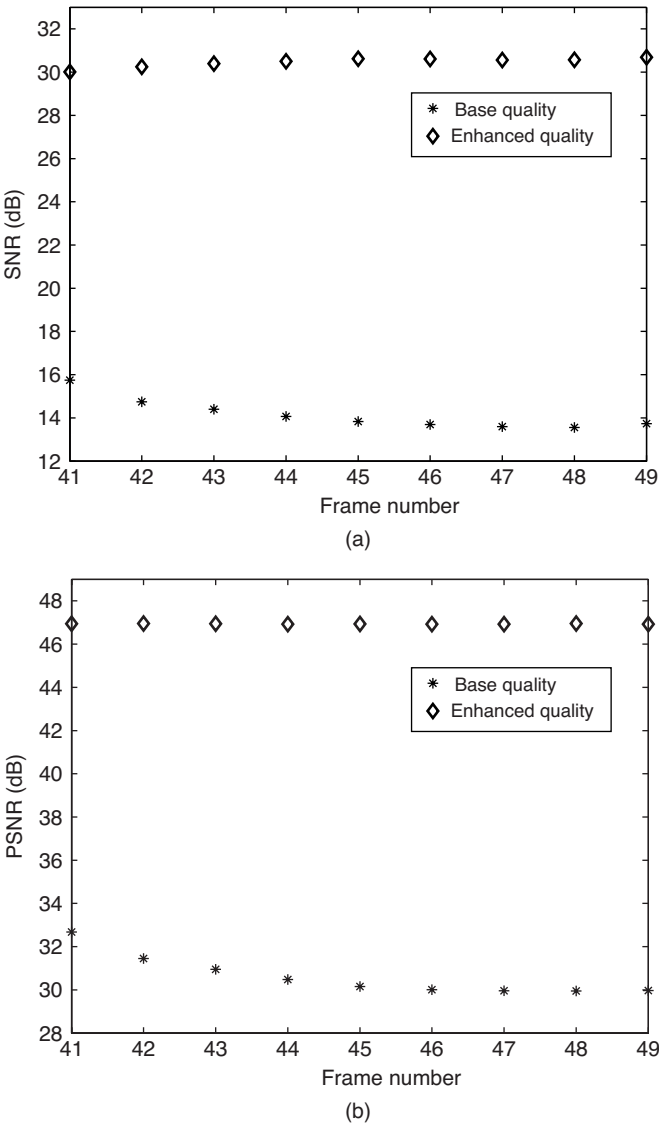 32
30
28
26
24
22
20
18
16
14
12
SNR (dB)
Base quality
Enhanced quality
41 42 43 44 45 46 47 48 49
Frame number
(a)
48
46
44
42
40
38
36
34
32
30
28
PSNR (dB)
Base quality
Enhanced quality
41 42 43 44 45 46 47 48 49
Frame number
(b)